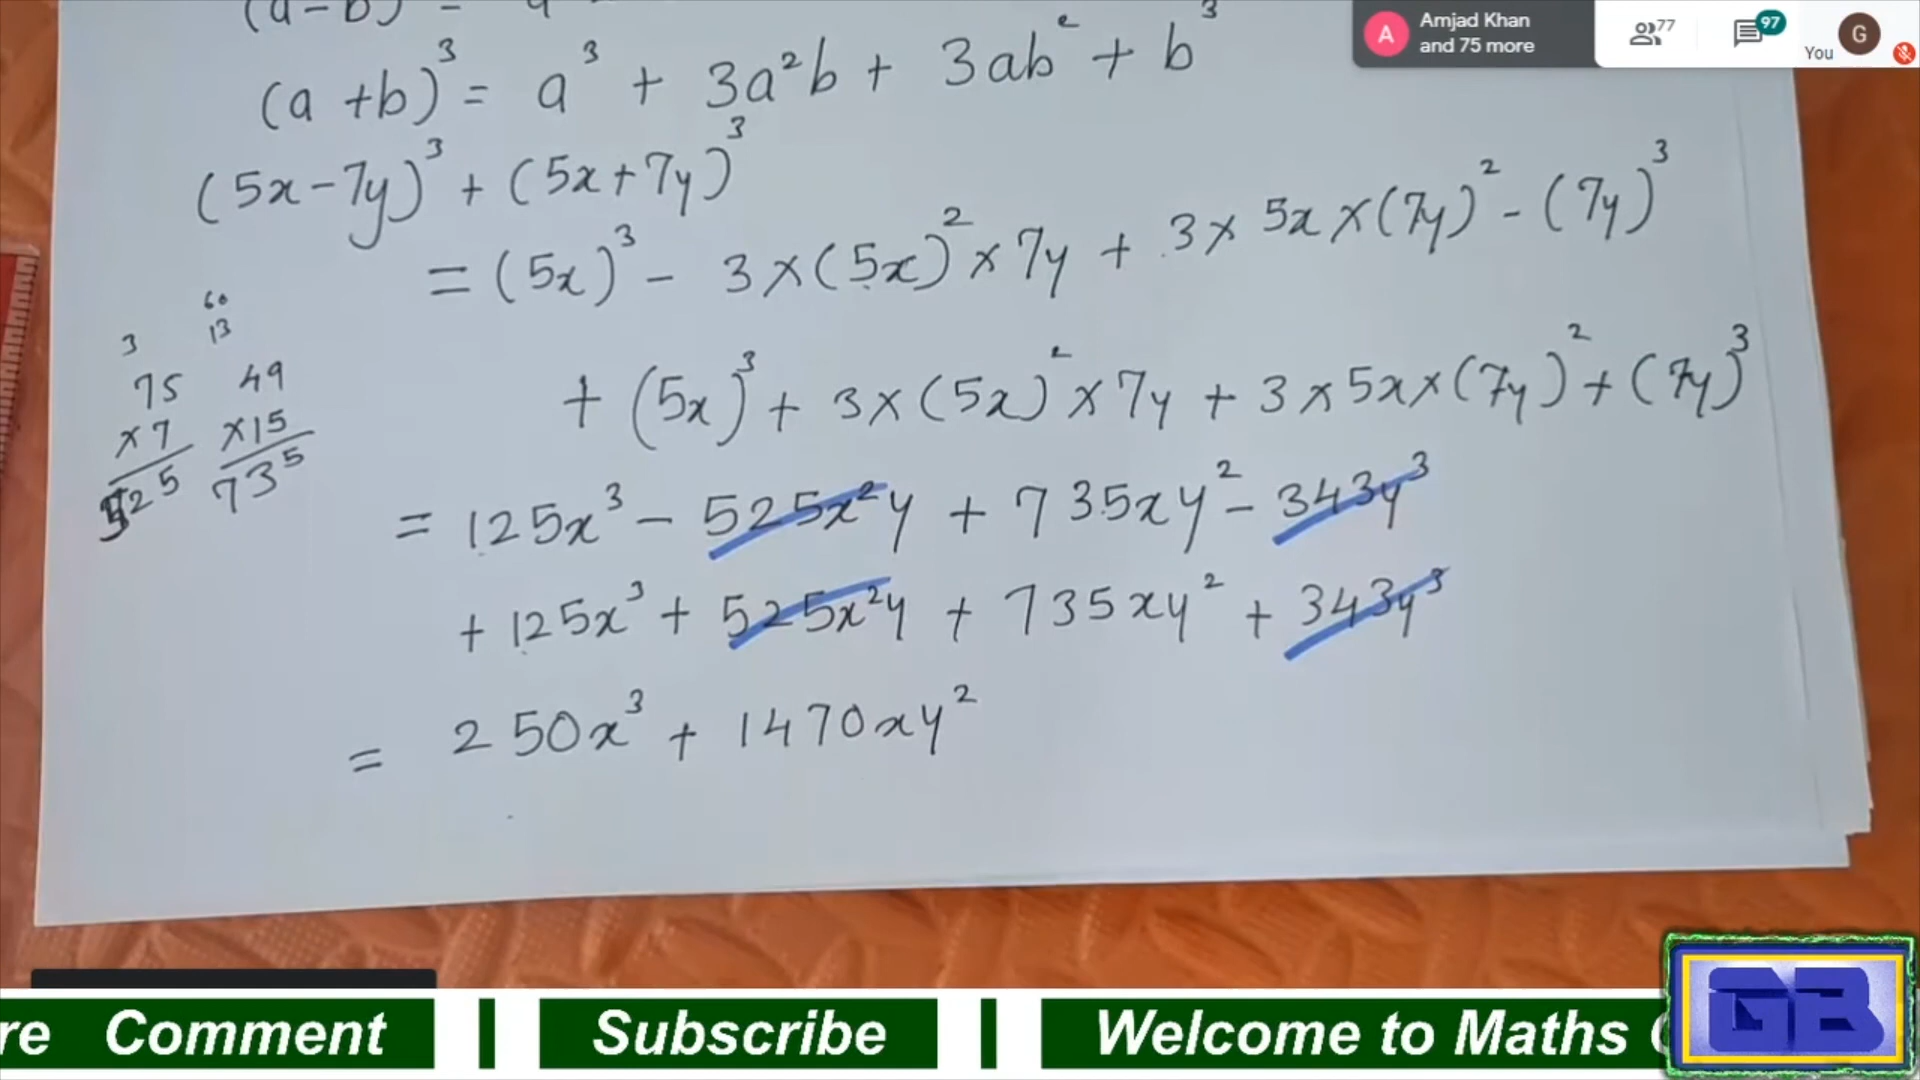 (a-b) =
(a+b)³ = a³ + 3a²b + 3ab² + b³
(5x-7y)³ + (5x+7y)³
= (5x)³ - 3×(5x)²×7y + 3×5x×(7y)² - (7y)³
+ (5x)³ + 3×(5x)²×7y + 3×5x×(7y)² + (7y)³
= 125x³ - 525x²y + 735xy² - 343y³
+ 125x³ + 525x²y + 735xy² + 343y³
= 250x³ + 1470xy²
3
75
×7
525
60
13
49
×15
735
A
Amjad Khan
and 75 more
77
97
You
G
re Comment | Subscribe | Welcome to Maths
GB